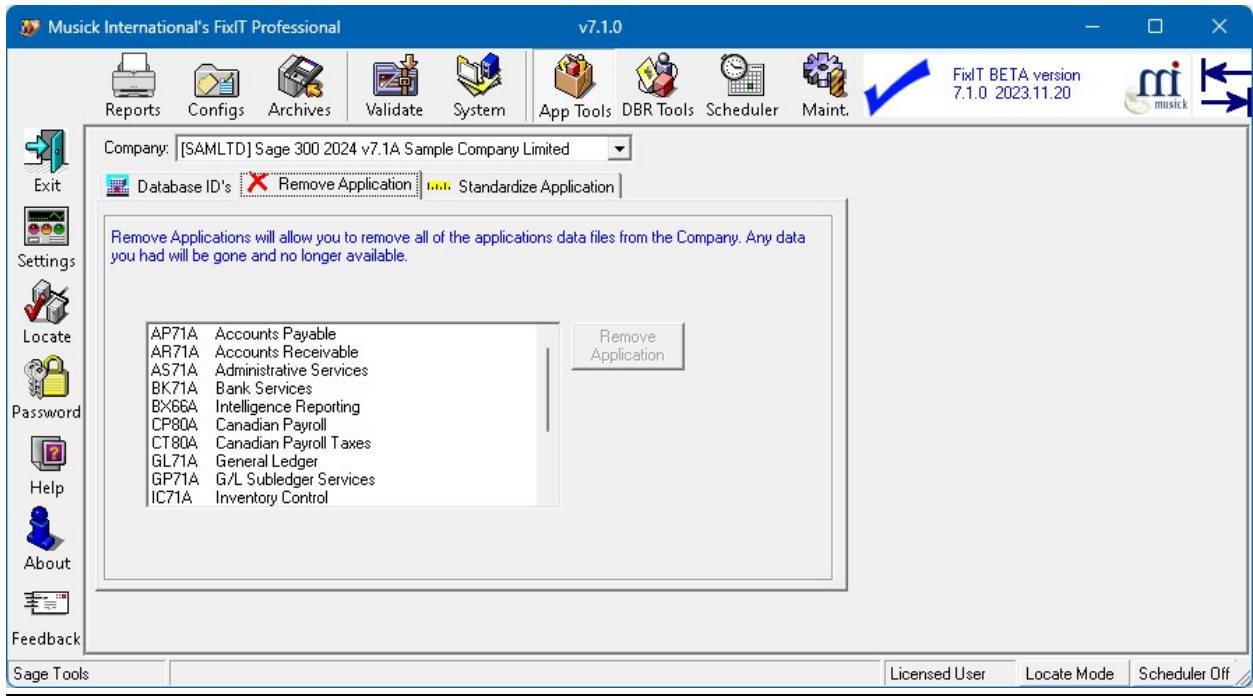 Musick International's FixIT Professional v7.1.0
Reports Configs Archives Validate System App Tools DBR Tools Scheduler Maint.
FixIT BETA version
7.1.0 2023.11.20
mi
musick
Exit
Settings
Locate
Password
Help
About
Feedback
Company: [SAMLTD] Sage 300 2024 v7.1A Sample Company Limited
Database ID's Remove Application Standardize Application
Remove Applications will allow you to remove all of the applications data files from the Company. Any data
you had will be gone and no longer available.
AP71A Accounts Payable
AR71A Accounts Receivable
AS71A Administrative Services
BK71A Bank Services
BX66A Intelligence Reporting
CP80A Canadian Payroll
CT80A Canadian Payroll Taxes
GL71A General Ledger
GP71A G/L Subledger Services
IC71A Inventory Control
Remove
Application
Sage Tools Licensed User Locate Mode Scheduler Off